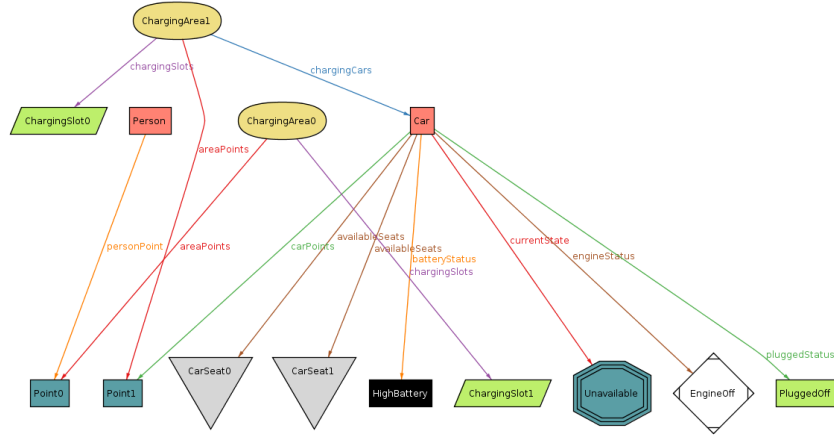 ChargingArea1
chargingSlots
chargingCars
ChargingSlot0
Person
ChargingArea0
Car
areaPoints
personPoint
areaPoints
carPoints
availableSeats
availableSeats
batteryStatus
chargingSlots
currentState
engineStatus
pluggedStatus
Point0
Point1
CarSeat0
CarSeat1
HighBattery
ChargingSlot1
Unavailable
EngineOff
PluggedOff